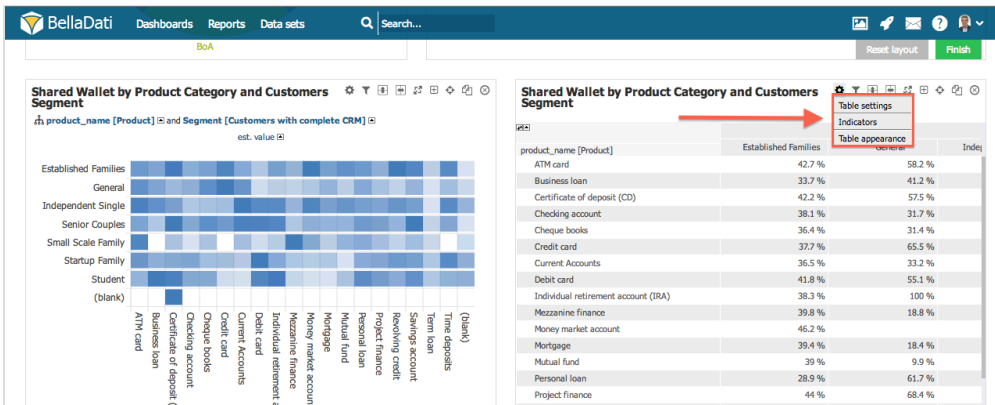 BellaDati
Dashboards Reports Data sets
Search...
BoA
Reset layout
Finish
Shared Wallet by Product Category and Customers
Segment
product_name [Product] and Segment [Customers with complete CRM]
est. value
Established Families
General
Independent Single
Senior Couples
Small Scale Family
Startup Family
Student
(blank)
ATM card
Business loan
Certificate of deposit (
Checking account
Cheque books
Credit card
Current Accounts
Debit card
Individual retirement a
Mezzanine finance
Money market accoun
Mortgage
Mutual fund
Personal loan
Project finance
Revolving credit
Savings account
Term loan
Time deposits
(blank)
Shared Wallet by Product Category and Customers
Segment
Table settings
Indicators
Table appearance
product_name [Product] Established Families General Indep
ATM card 42.7 % 58.2 %
Business loan 33.7 % 41.2 %
Certificate of deposit (CD) 42.2 % 57.5 %
Checking account 38.1 % 31.7 %
Cheque books 36.4 % 31.4 %
Credit card 37.7 % 65.5 %
Current Accounts 36.5 % 33.2 %
Debit card 41.8 % 55.1 %
Individual retirement account (IRA) 38.3 % 100 %
Mezzanine finance 39.8 % 18.8 %
Money market account 46.2 %
Mortgage 39.4 % 18.4 %
Mutual fund 39 % 9.9 %
Personal loan 28.9 % 61.7 %
Project finance 44 % 68.4 %